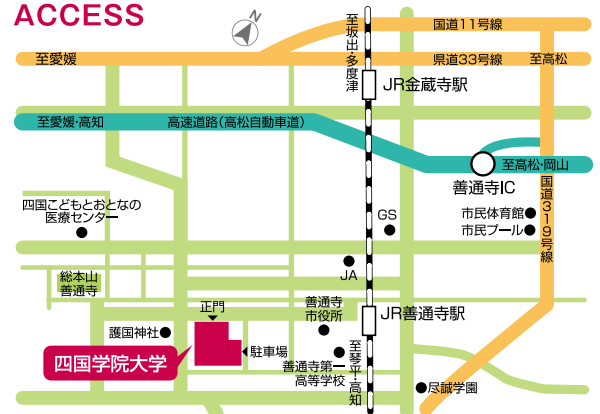 ACCESS
N
至坂出・多度津
国道11号線
至愛媛
県道33号線
至高松
JR金蔵寺駅
至愛媛・高知
高速道路（高松自動車道）
至高松・岡山
善通寺IC
国道319号線
四国こどもとおとなの
医療センター
GS
市民体育館
市民プール
JA
総本山
善通寺
正門
善通寺
市役所
JR善通寺駅
護国神社
駐車場
四国学院大学
善通寺第一
高等学校
至琴平・高知
尽誠学園